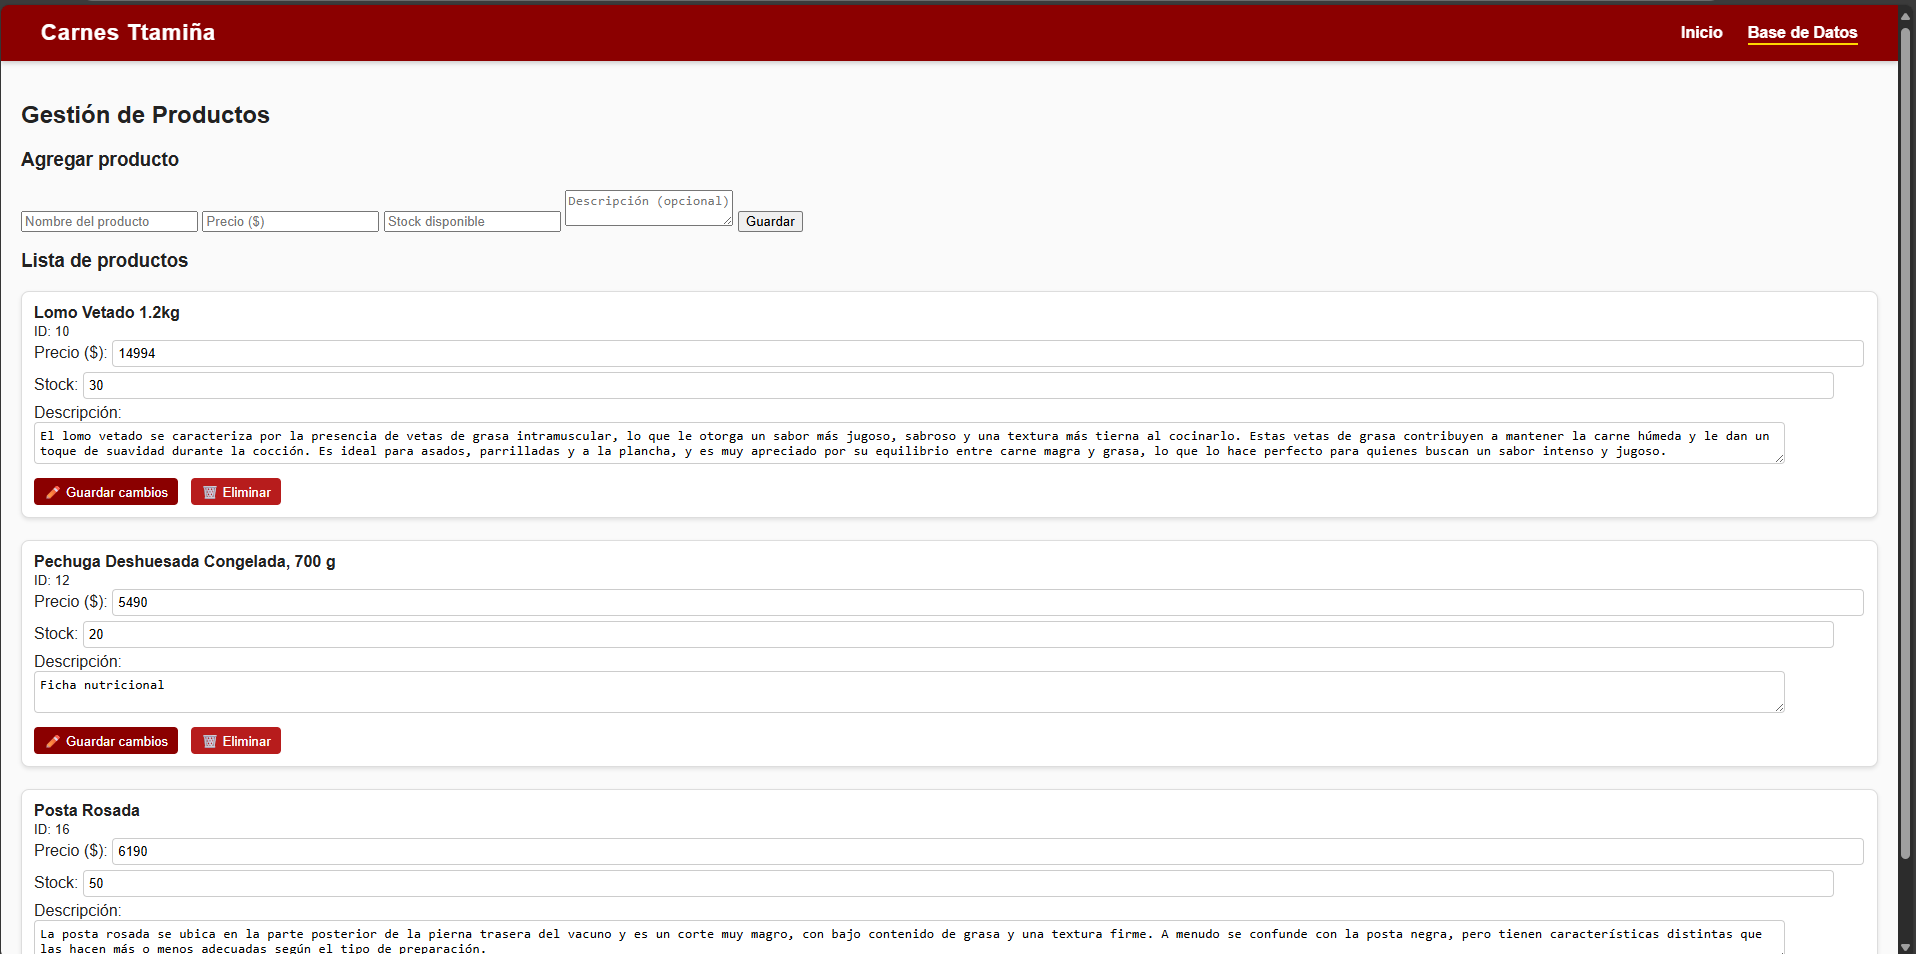 Carnes Ttamiña
Inicio
Base de Datos
Gestión de Productos
Agregar producto
Nombre del producto
Precio ($)
Stock disponible
Descripción (opcional)
Guardar
Lista de productos
Lomo Vetado 1.2kg
ID: 10
Precio ($): 14994
Stock: 30
Descripción:
El lomo vetado se caracteriza por la presencia de vetas de grasa intramuscular, lo que le otorga un sabor más jugoso, sabroso y una textura más tierna al cocinarlo. Estas vetas de grasa contribuyen a mantener la carne húmeda y le dan un
toque de suavidad durante la cocción. Es ideal para asados, parrilladas y a la plancha, y es muy apreciado por su equilibrio entre carne magra y grasa, lo que lo hace perfecto para quienes buscan un sabor intenso y jugoso.
Guardar cambios
Eliminar
Pechuga Deshuesada Congelada, 700 g
ID: 12
Precio ($): 5490
Stock: 20
Descripción:
Ficha nutricional
Guardar cambios
Eliminar
Posta Rosada
ID: 16
Precio ($): 6190
Stock: 50
Descripción:
La posta rosada se ubica en la parte posterior de la pierna trasera del vacuno y es un corte muy magro, con bajo contenido de grasa y una textura firme. A menudo se confunde con la posta negra, pero tienen características distintas que
las hacen más o menos adecuadas según el tipo de preparación.